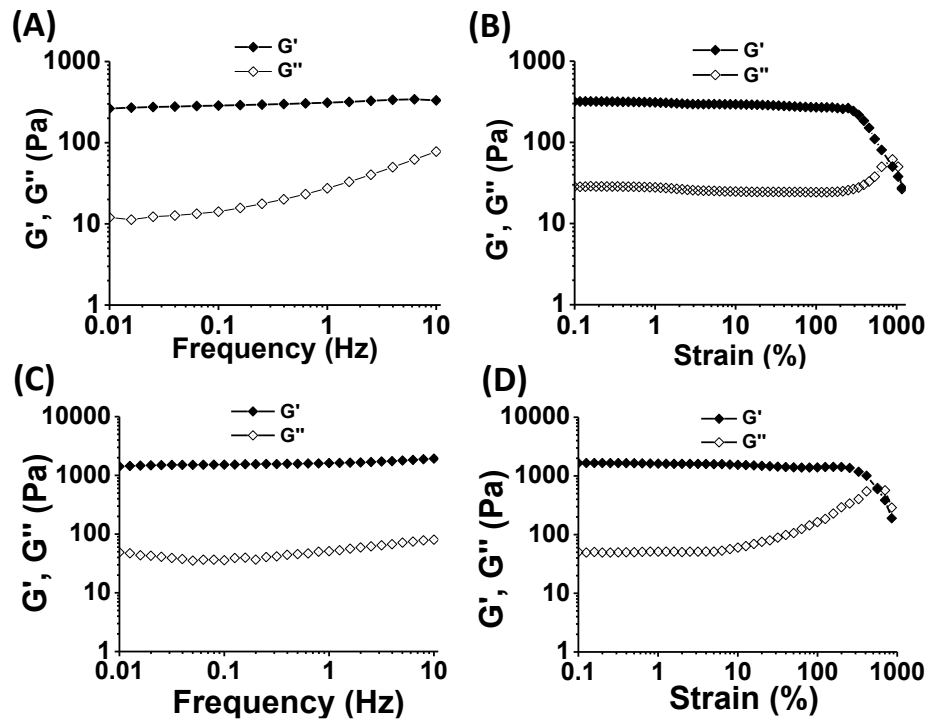 (A)
G'
G''
1000
100
10
1
G', G'' (Pa)
0.01 0.1 1 10
Frequency (Hz)
(B)
G'
G''
1000
100
10
1
G', G'' (Pa)
0.1 1 10 100 1000
Strain (%)
(C)
G'
G''
10000
1000
100
10
1
G', G'' (Pa)
0.01 0.1 1 10
Frequency (Hz)
(D)
G'
G''
10000
1000
100
10
1
G', G'' (Pa)
0.1 1 10 100 1000
Strain (%)